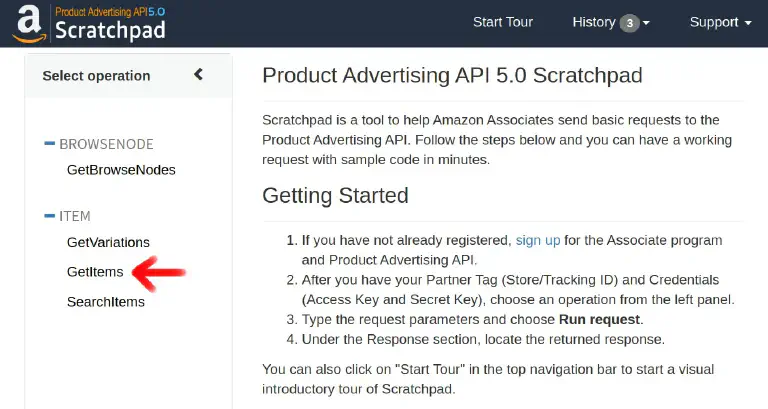 a Product Advertising API 5.0
Scratchpad
Start Tour
History 3
Support
Select operation
BROWSENODE
GetBrowseNodes
ITEM
GetVariations
GetItems
SearchItems
Product Advertising API 5.0 Scratchpad
Scratchpad is a tool to help Amazon Associates send basic requests to the
Product Advertising API. Follow the steps below and you can have a working
request with sample code in minutes.
Getting Started
1. If you have not already registered, sign up for the Associate program
and Product Advertising API.
2. After you have your Partner Tag (Store/Tracking ID) and Credentials
(Access Key and Secret Key), choose an operation from the left panel.
3. Type the request parameters and choose Run request.
4. Under the Response section, locate the returned response.
You can also click on "Start Tour" in the top navigation bar to start a visual
introductory tour of Scratchpad.